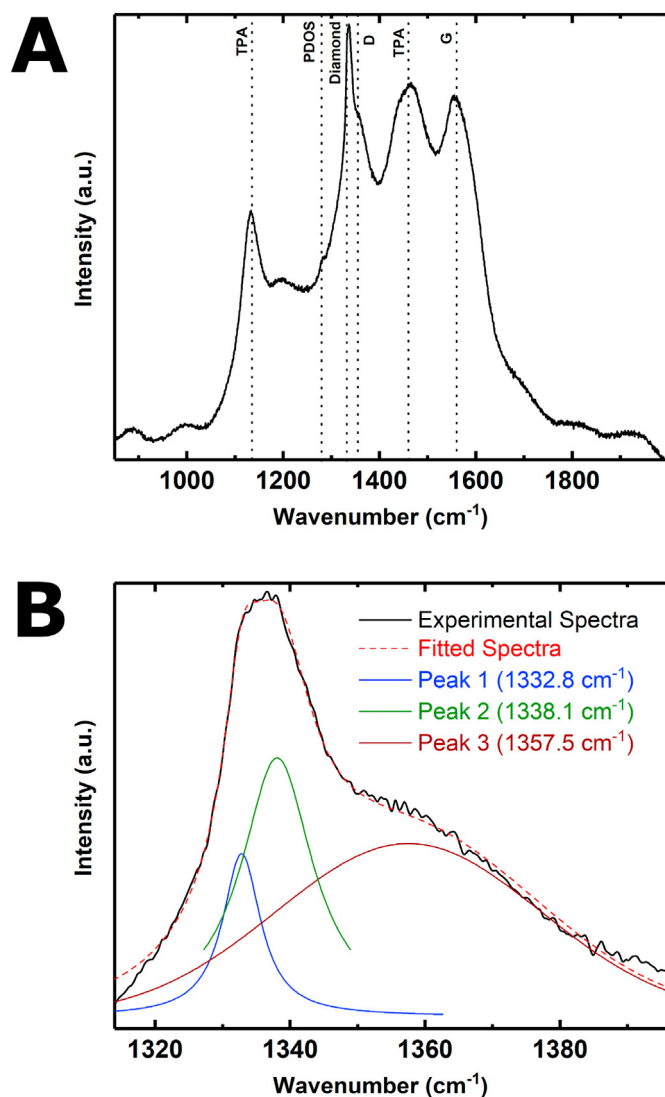 A
TPA
PDOS
Diamond
D
TPA
G
Intensity (a.u.)
1000 1200 1400 1600 1800
Wavenumber (cm⁻¹)
B
Experimental Spectra
Fitted Spectra
Peak 1 (1332.8 cm⁻¹)
Peak 2 (1338.1 cm⁻¹)
Peak 3 (1357.5 cm⁻¹)
Intensity (a.u.)
1320 1340 1360 1380
Wavenumber (cm⁻¹)